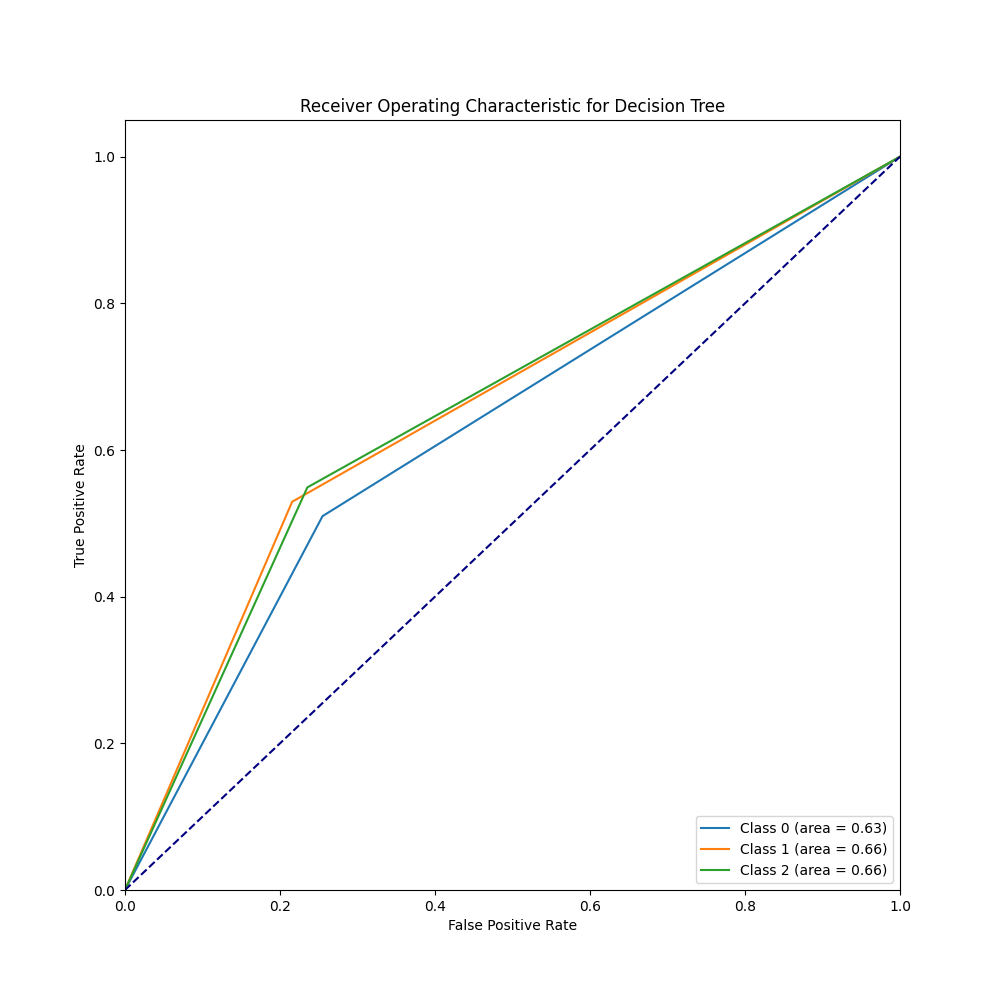 Receiver Operating Characteristic for Decision Tree
True Positive Rate
1.0
0.8
0.6
0.4
0.2
0.0
Class 0 (area = 0.63)
Class 1 (area = 0.66)
Class 2 (area = 0.66)
0.0 0.2 0.4 0.6 0.8 1.0
False Positive Rate